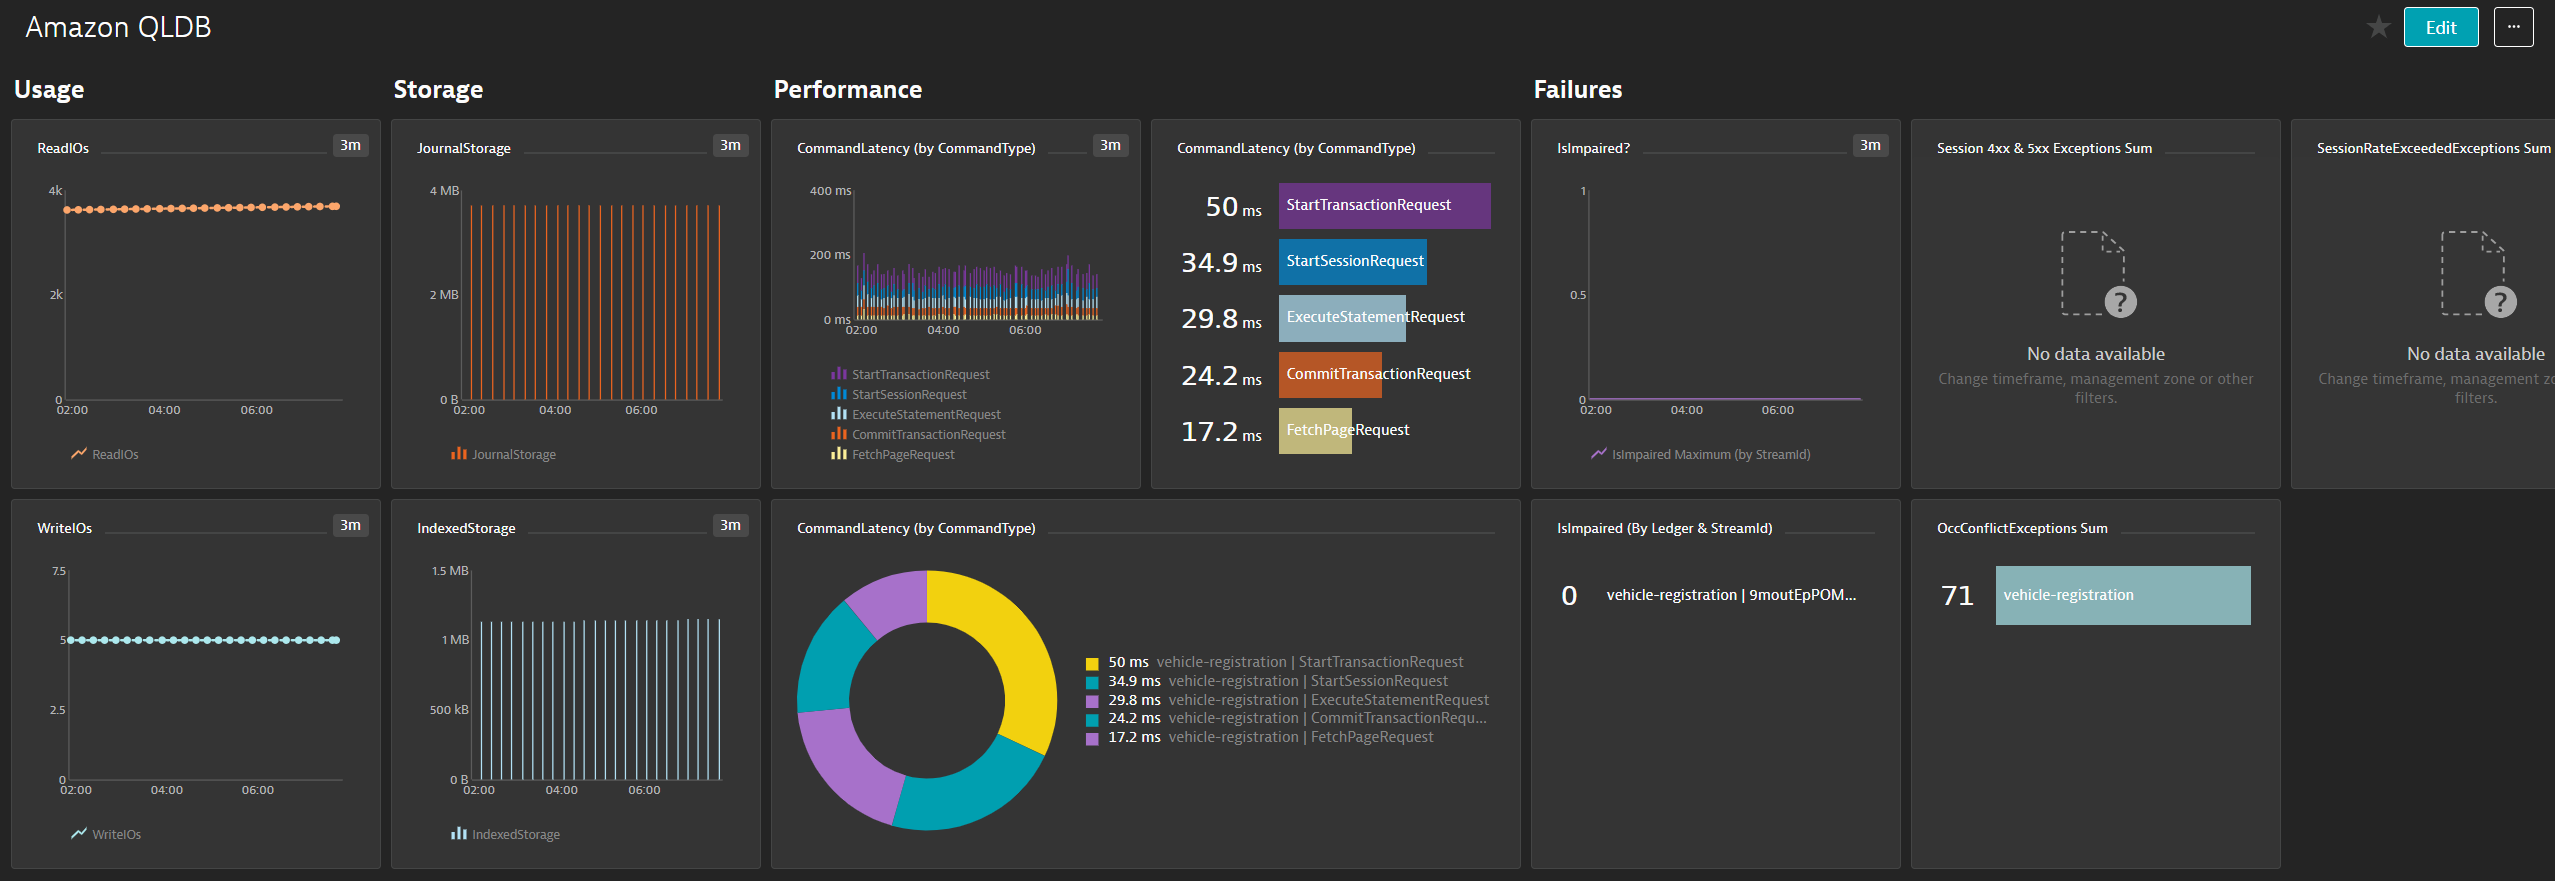 Amazon QLDB
Edit
...
Usage
Storage
Performance
Failures
ReadIOs
3m
4k
2k
0
02:00 04:00 06:00
ReadIOs
JournalStorage
3m
4 MB
2 MB
0 B
02:00 04:00 06:00
JournalStorage
CommandLatency (by CommandType)
3m
400 ms
200 ms
0 ms
02:00 04:00 06:00
StartTransactionRequest
StartSessionRequest
ExecuteStatementRequest
CommitTransactionRequest
FetchPageRequest
CommandLatency (by CommandType)
50 ms StartTransactionRequest
34.9 ms StartSessionRequest
29.8 ms ExecuteStatementRequest
24.2 ms CommitTransactionRequest
17.2 ms FetchPageRequest
IsImpaired?
3m
1
0.5
0
02:00 04:00 06:00
IsImpaired Maximum (by StreamId)
Session 4xx & 5xx Exceptions Sum
?
No data available
Change timeframe, management zone or other
filters.
SessionRateExceededExceptions Sum
?
No data available
Change timeframe, management zo
filters.
WriteIOs
3m
7.5
5
2.5
0
02:00 04:00 06:00
WriteIOs
IndexedStorage
3m
1.5 MB
1 MB
500 kB
0 B
02:00 04:00 06:00
IndexedStorage
CommandLatency (by CommandType)
50 ms vehicle-registration | StartTransactionRequest
34.9 ms vehicle-registration | StartSessionRequest
29.8 ms vehicle-registration | ExecuteStatementRequest
24.2 ms vehicle-registration | CommitTransactionRequ...
17.2 ms vehicle-registration | FetchPageRequest
IsImpaired (By Ledger & StreamId)
0 vehicle-registration | 9moutEpPOM...
OccConflictExceptions Sum
71 vehicle-registration